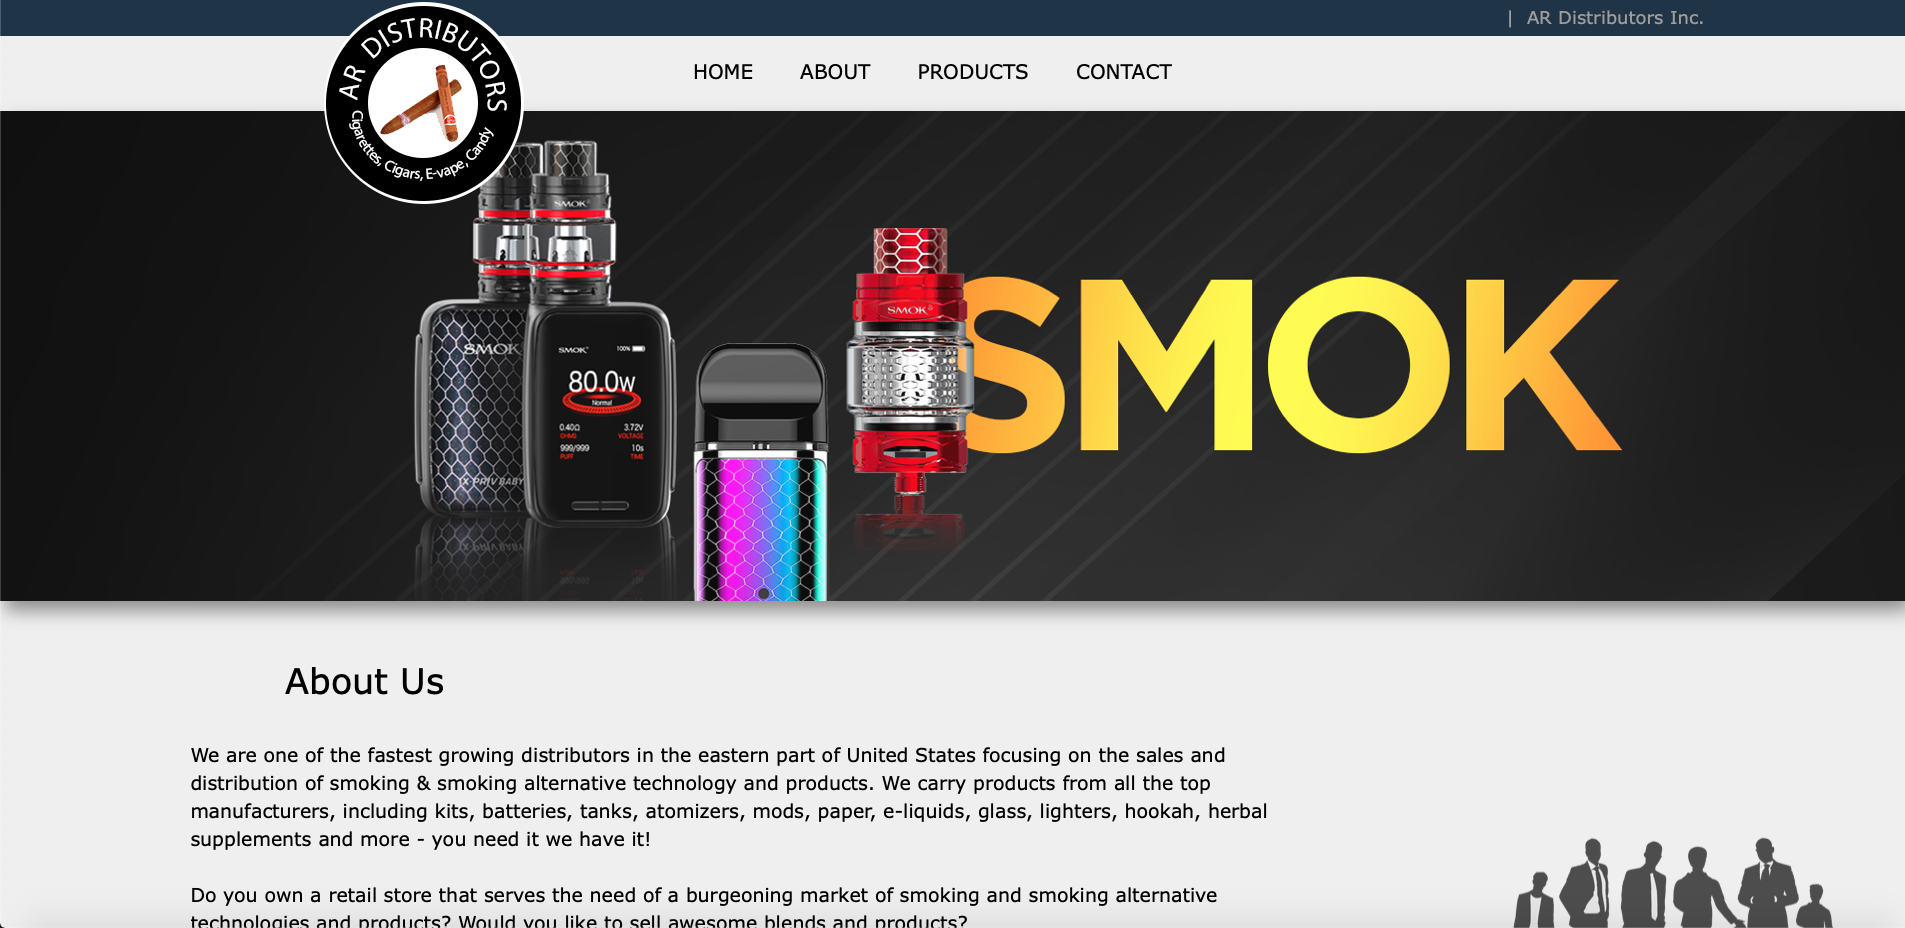 | AR Distributors Inc.
AR DISTRIBUTORS
Cigarettes, Cigars, E-vape, Candy
HOME ABOUT PRODUCTS CONTACT
SMOK
SMOK
X-PRIV BABY
SMOK 100%
80.0W
Normal
0.40Ω 3.72V
OHMS VOLTAGE
999/999 10s
PUFF TIME
SMOK
SMOK
About Us
We are one of the fastest growing distributors in the eastern part of United States focusing on the sales and
distribution of smoking & smoking alternative technology and products. We carry products from all the top
manufacturers, including kits, batteries, tanks, atomizers, mods, paper, e-liquids, glass, lighters, hookah, herbal
supplements and more - you need it we have it!
Do you own a retail store that serves the need of a burgeoning market of smoking and smoking alternative
technologies and products? Would you like to sell awesome blends and products?